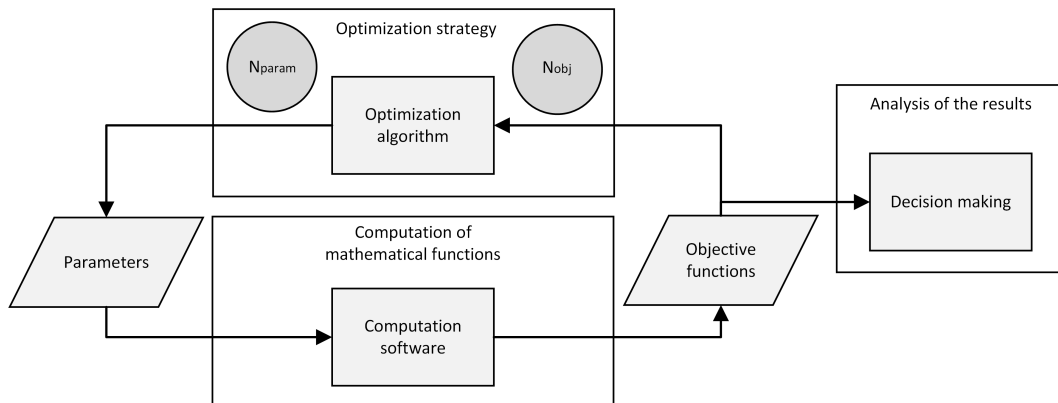 Optimization strategy
Nparam
Nobj
Optimization
algorithm
Analysis of the results
Decision making
Parameters
Computation of
mathematical functions
Objective
functions
Computation
software